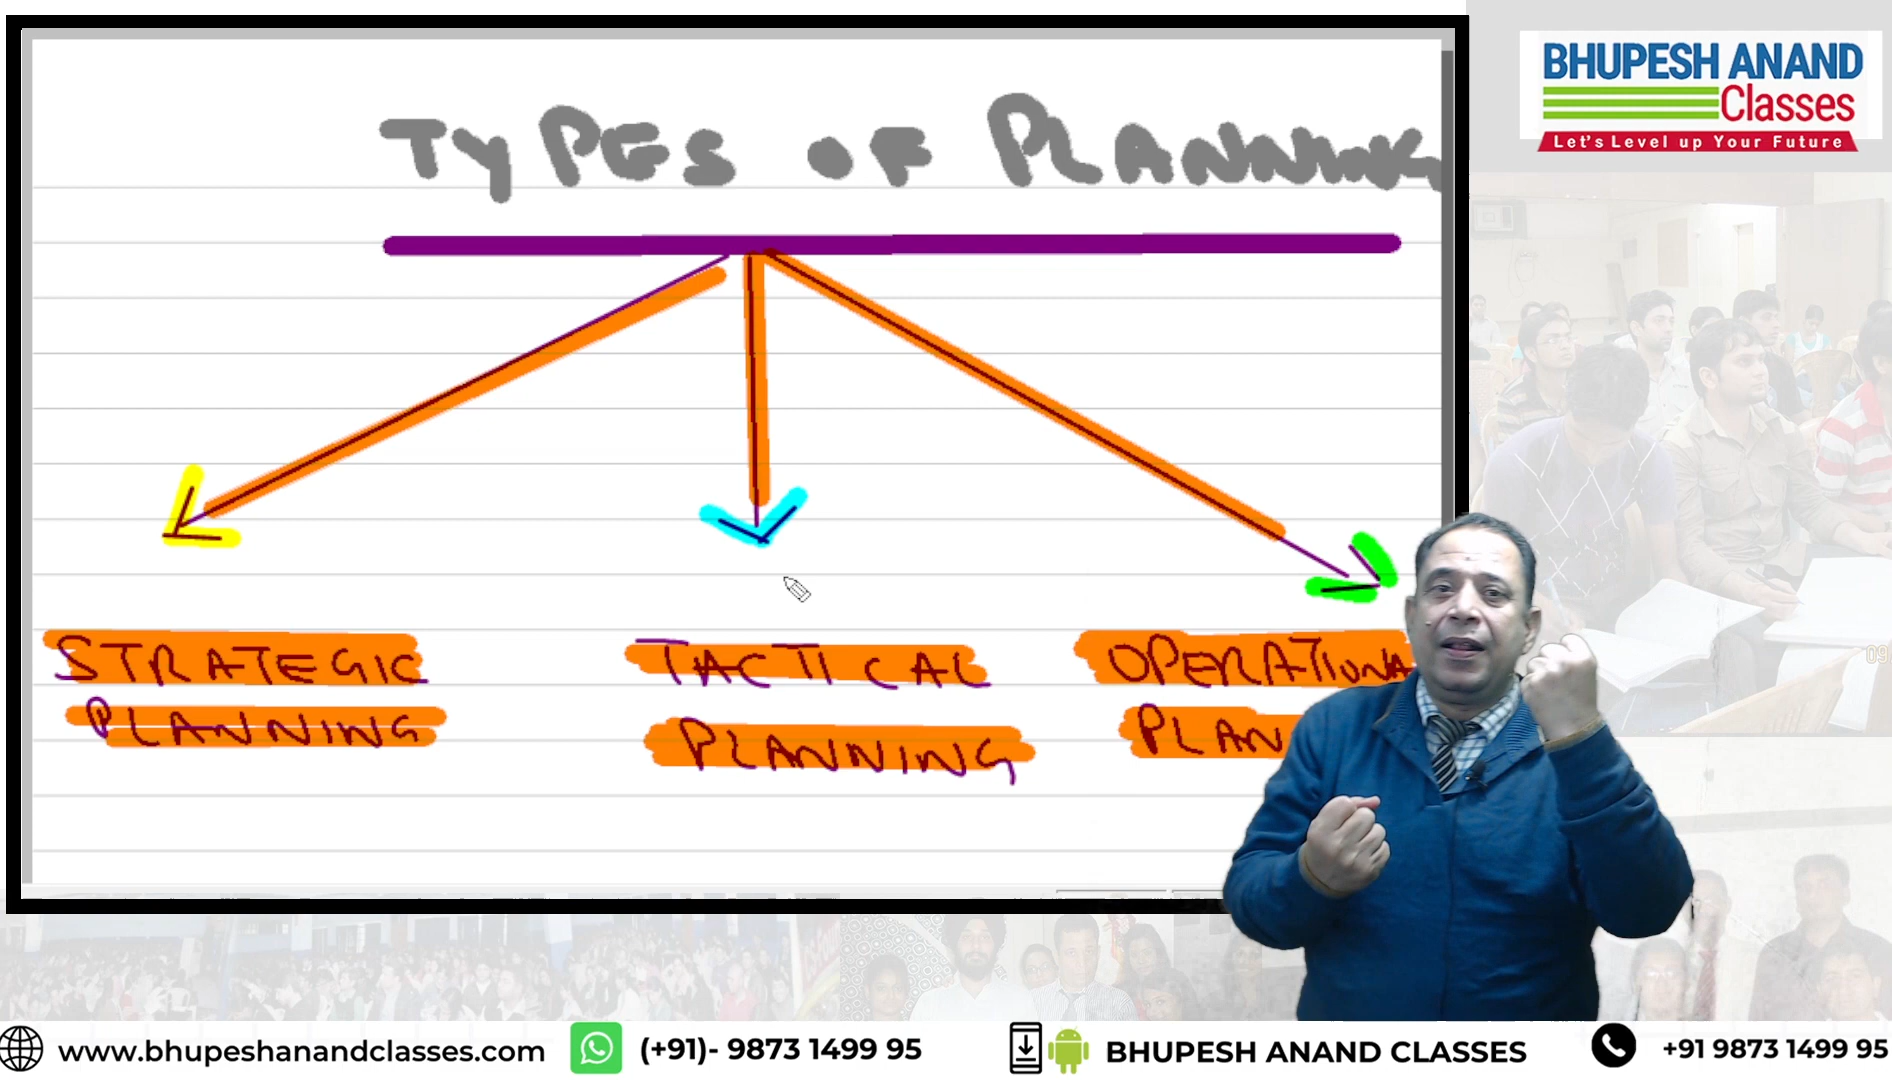 TYPES OF PLANNING
STRATEGIC
PLANNING
TACTICAL
PLANNING
OPERATIONA
PLAN
BHUPESH ANAND
Classes
Let's Level up Your Future
09
www.bhupeshanandclasses.com
(+91)- 9873 1499 95
BHUPESH ANAND CLASSES
+91 9873 1499 95